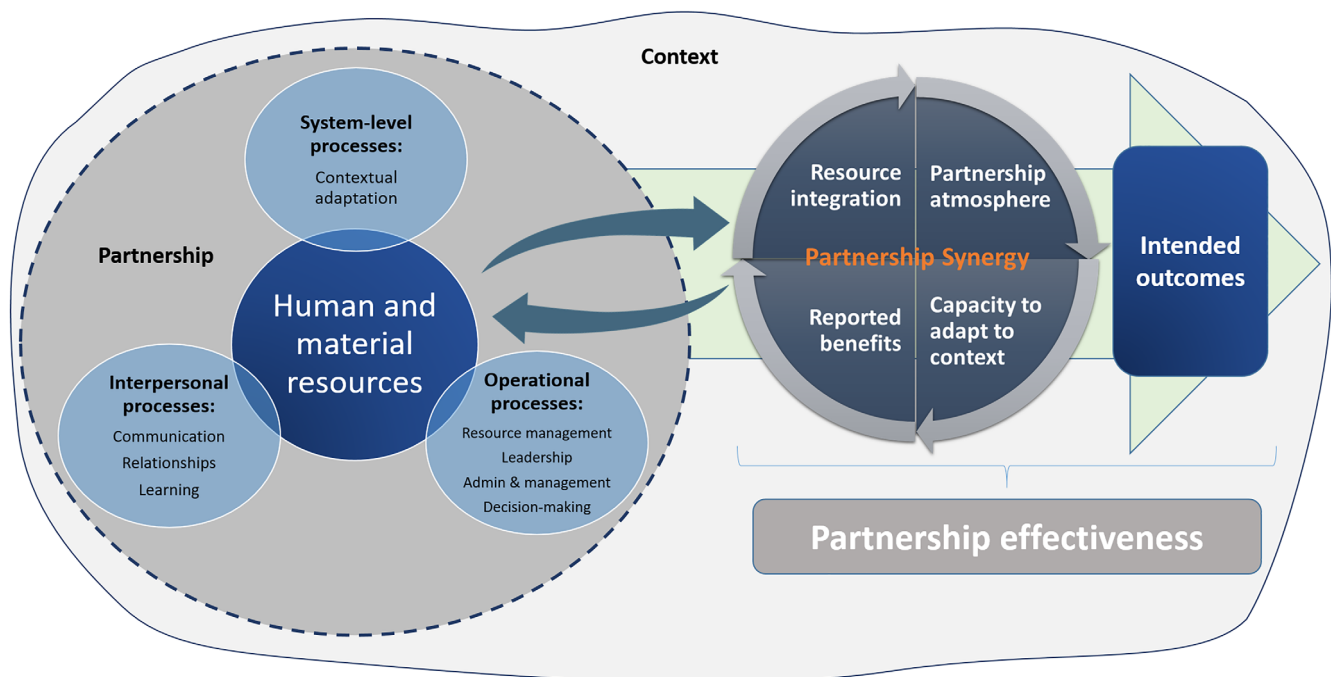 Context
Partnership
System-level
processes:
Contextual
adaptation
Human and
material
resources
Interpersonal
processes:
Communication
Relationships
Learning
Operational
processes:
Resource management
Leadership
Admin & management
Decision-making
Resource
integration
Partnership
atmosphere
Partnership Synergy
Reported
benefits
Capacity to
adapt to
context
Intended
outcomes
Partnership effectiveness